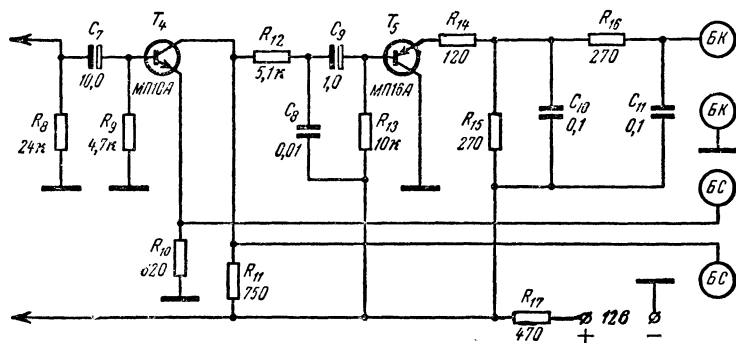 C₇
10,0
T₄
МП10А
R₈
24к
R₉
4,7к
R₁₀
820
R₁₁
750
R₁₂
5,1к
C₈
0,01
C₉
1,0
R₁₃
10к
T₅
МП16А
R₁₄
120
R₁₅
270
C₁₀
0,1
R₁₆
270
C₁₁
0,1
БК
БК
БС
БС
R₁₇
470
+
12В
−